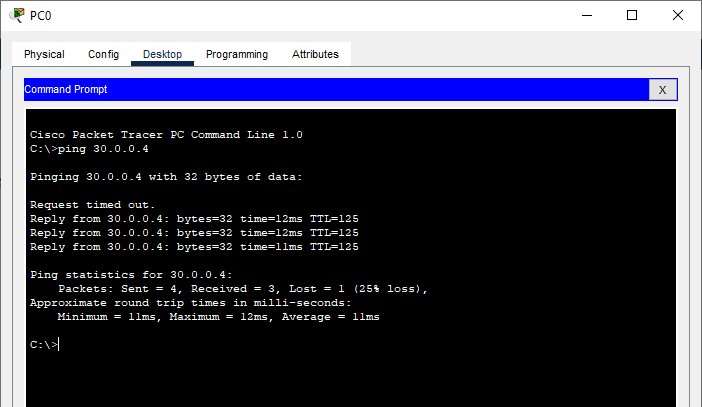 PC0
Physical Config Desktop Programming Attributes
Command Prompt
X
Cisco Packet Tracer PC Command Line 1.0
C:\>ping 30.0.0.4
Pinging 30.0.0.4 with 32 bytes of data:
Request timed out.
Reply from 30.0.0.4: bytes=32 time=12ms TTL=125
Reply from 30.0.0.4: bytes=32 time=12ms TTL=125
Reply from 30.0.0.4: bytes=32 time=11ms TTL=125
Ping statistics for 30.0.0.4:
Packets: Sent = 4, Received = 3, Lost = 1 (25% loss),
Approximate round trip times in milli-seconds:
Minimum = 11ms, Maximum = 12ms, Average = 11ms
C:\>